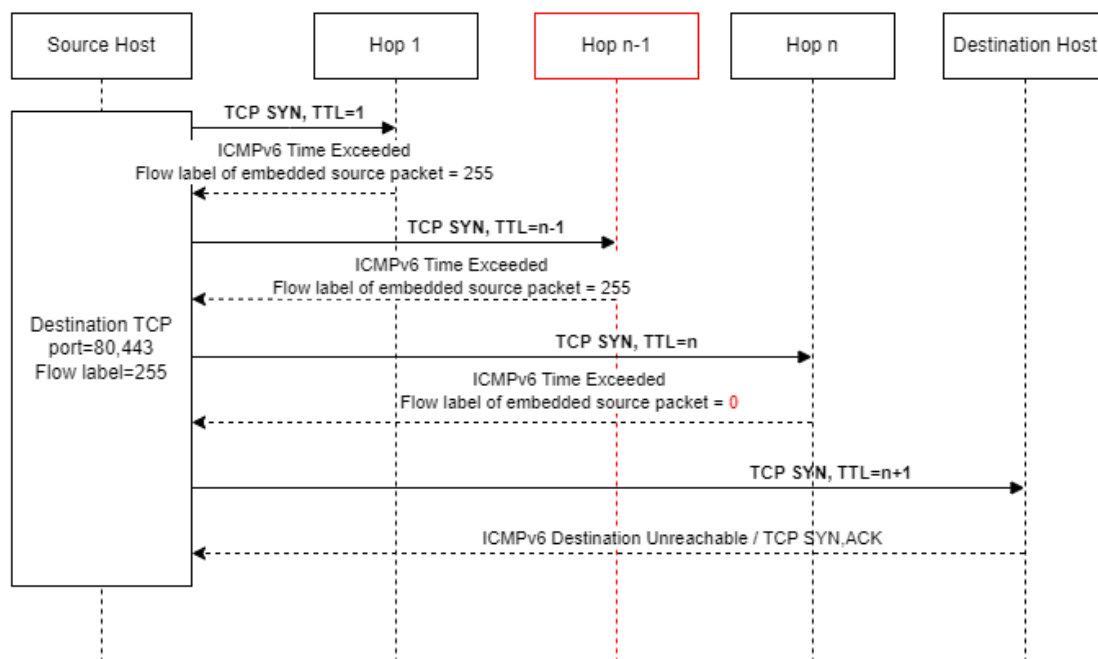 Source Host
Hop 1
Hop n-1
Hop n
Destination Host
TCP SYN, TTL=1
ICMPv6 Time Exceeded
Flow label of embedded source packet = 255
TCP SYN, TTL=n-1
ICMPv6 Time Exceeded
Flow label of embedded source packet = 255
Destination TCP
port=80,443
Flow label=255
TCP SYN, TTL=n
ICMPv6 Time Exceeded
Flow label of embedded source packet = 0
TCP SYN, TTL=n+1
ICMPv6 Destination Unreachable / TCP SYN,ACK